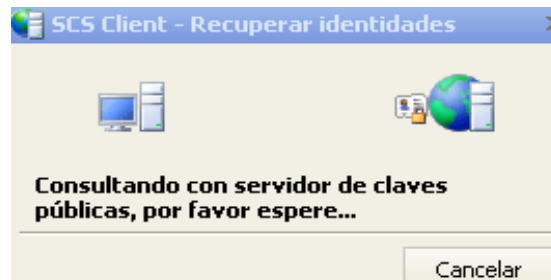 SCS Client - Recuperar identidades
Consultando con servidor de claves
públicas, por favor espere...
Cancelar